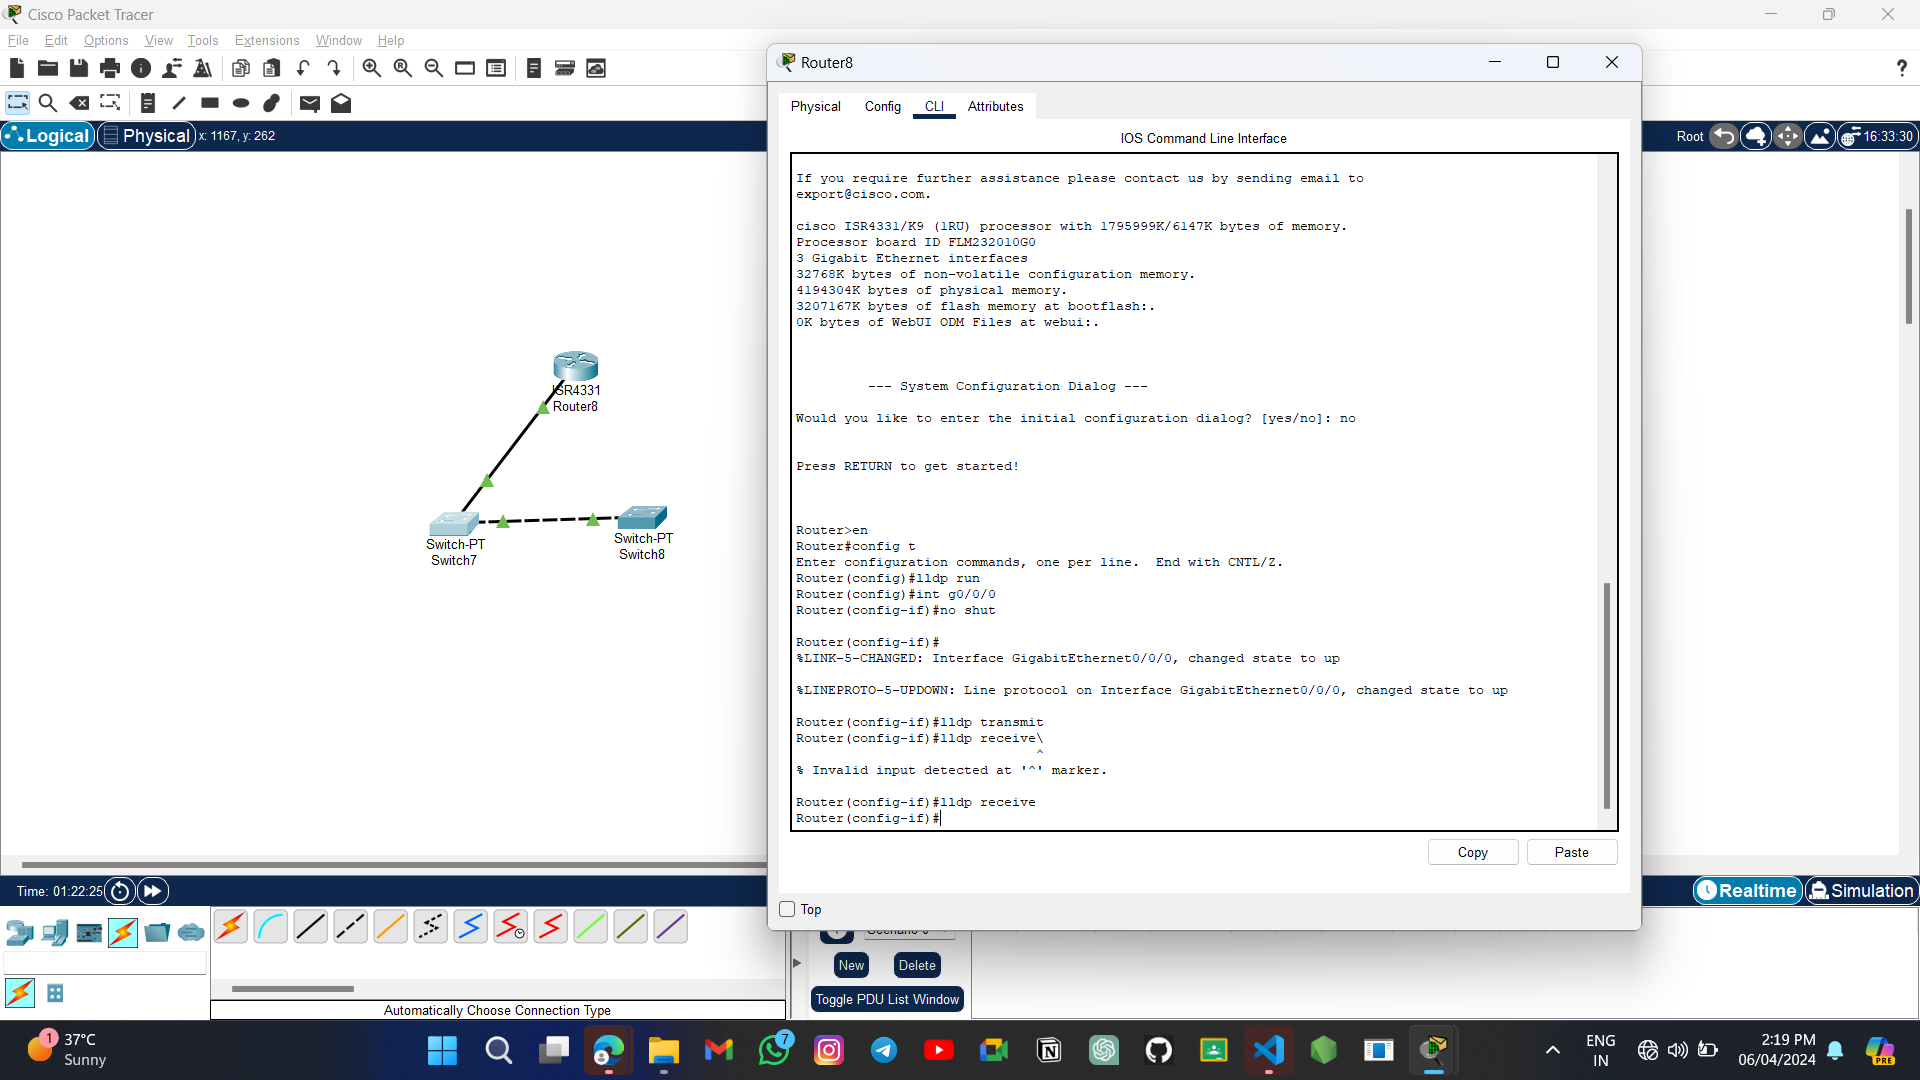 Cisco Packet Tracer
File Edit Options View Tools Extensions Window Help
Logical Physical x: 1167, y: 262
Root 16:33:30
ISR4331
Router8
Switch-PT
Switch7
Switch-PT
Switch8
Router8
Physical Config CLI Attributes
IOS Command Line Interface
If you require further assistance please contact us by sending email to
export@cisco.com.
cisco ISR4331/K9 (1RU) processor with 1795999K/6147K bytes of memory.
Processor board ID FLM232010G0
3 Gigabit Ethernet interfaces
32768K bytes of non-volatile configuration memory.
4194304K bytes of physical memory.
3207167K bytes of flash memory at bootflash:.
0K bytes of WebUI ODM Files at webui:.
--- System Configuration Dialog ---
Would you like to enter the initial configuration dialog? [yes/no]: no
Press RETURN to get started!
Router>en
Router#config t
Enter configuration commands, one per line.  End with CNTL/Z.
Router(config)#lldp run
Router(config)#int g0/0/0
Router(config-if)#no shut
Router(config-if)#
%LINK-5-CHANGED: Interface GigabitEthernet0/0/0, changed state to up
%LINEPROTO-5-UPDOWN: Line protocol on Interface GigabitEthernet0/0/0, changed state to up
Router(config-if)#lldp transmit
Router(config-if)#lldp receive\
^
% Invalid input detected at '^' marker.
Router(config-if)#lldp receive
Router(config-if)#
Copy Paste
Top
Time: 01:22:25
Realtime Simulation
New Delete
Toggle PDU List Window
Automatically Choose Connection Type
1
37°C
Sunny
7
ENG
IN
2:19 PM
06/04/2024
PRE